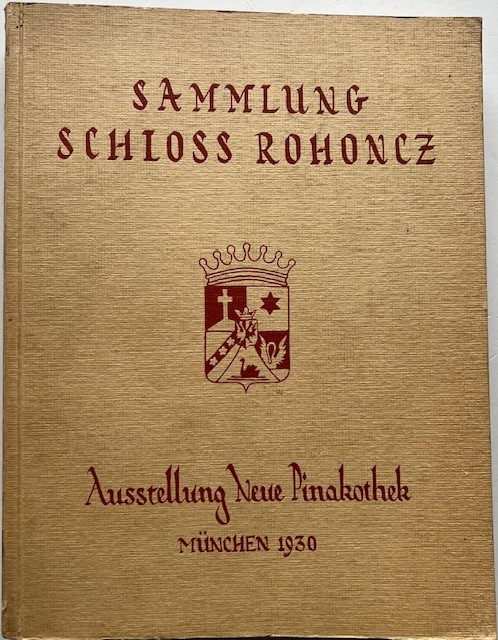 SAMMLUNG
SCHLOSS ROHONCZ
Ausstellung Neue Pinakothek
MÜNCHEN 1930